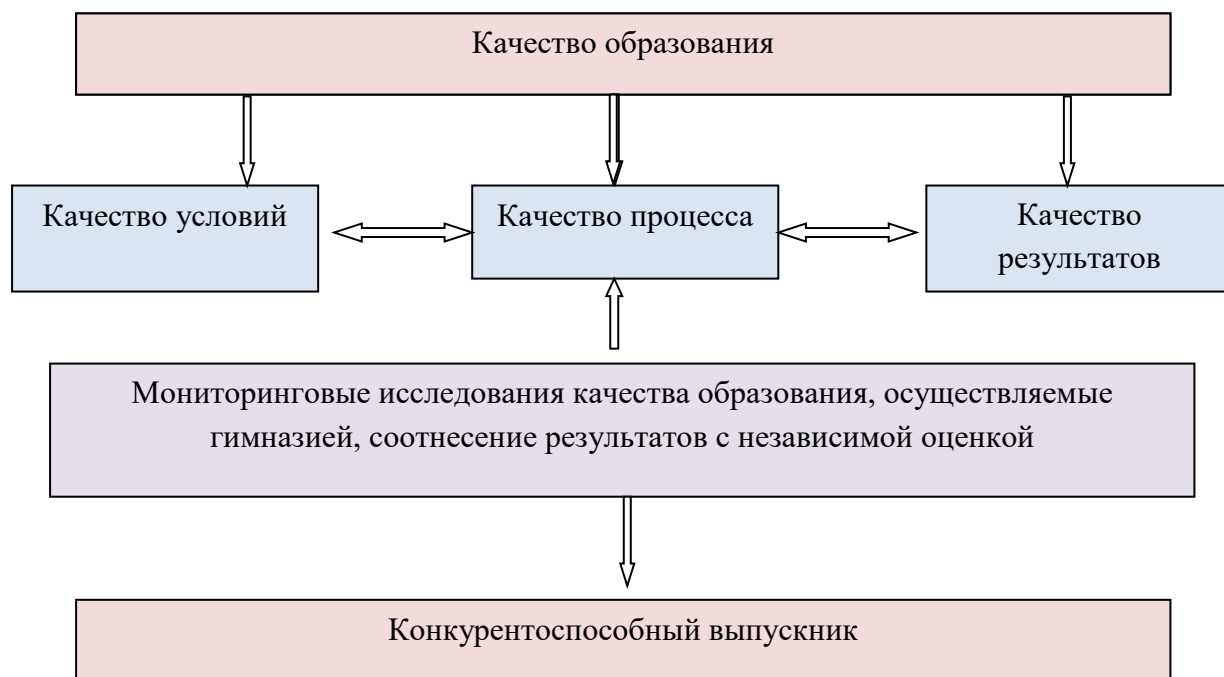 Качество образования
Качество условий
Качество процесса
Качество
результатов
Мониторинговые исследования качества образования, осуществляемые
гимназией, соотнесение результатов с независимой оценкой
Конкурентоспособный выпускник